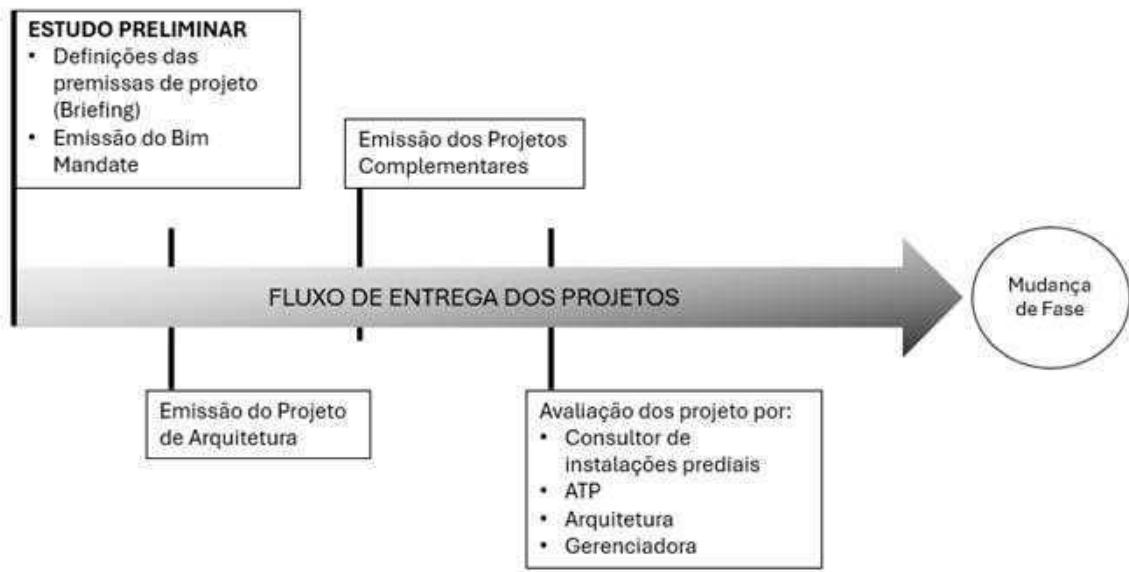 ESTUDO PRELIMINAR
• Definições das
premissas de projeto
(Briefing)
• Emissão do Bim
Mandate
Emissão dos Projetos
Complementares
FLUXO DE ENTREGA DOS PROJETOS
Mudança
de Fase
Emissão do Projeto
de Arquitetura
Avaliação dos projeto por:
• Consultor de
instalações prediais
• ATP
• Arquitetura
• Gerenciadora